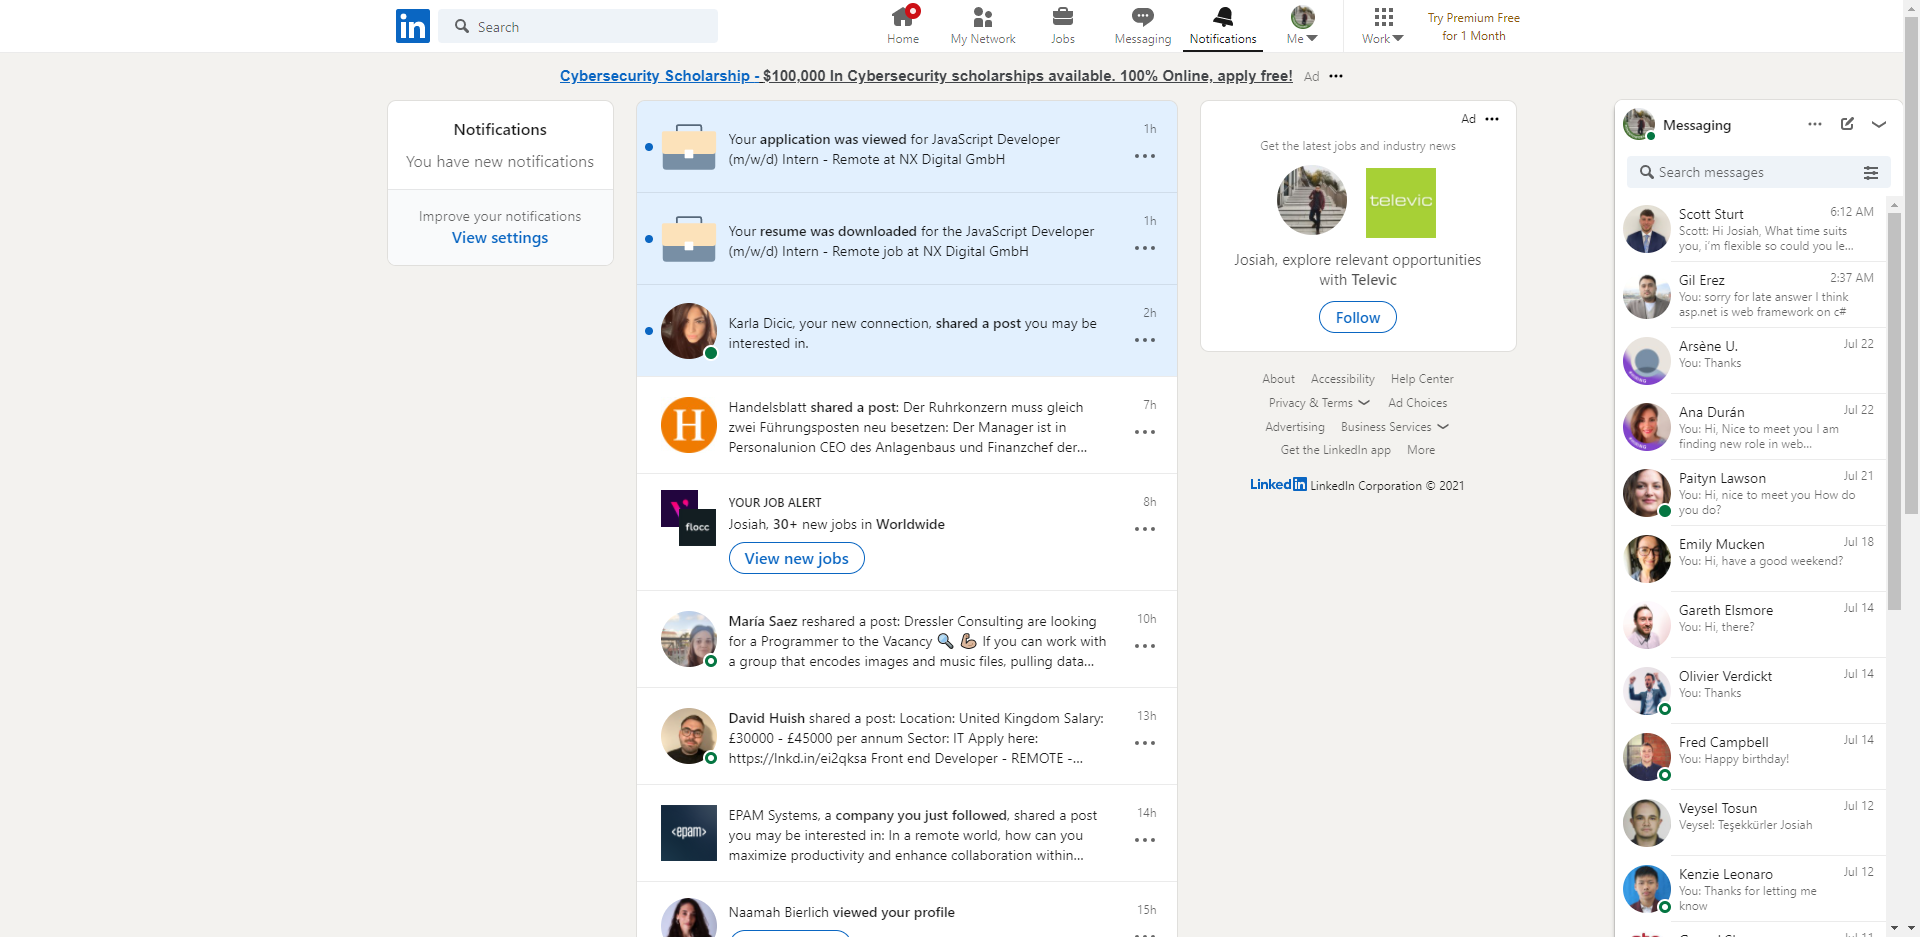 in
Search
Home
My Network
Jobs
Messaging
Notifications
Me
Work
Try Premium Free
for 1 Month
Cybersecurity Scholarship - $100,000 In Cybersecurity scholarships available. 100% Online, apply free! Ad
Notifications
You have new notifications
Improve your notifications
View settings
Your application was viewed for JavaScript Developer
(m/w/d) Intern - Remote at NX Digital GmbH
1h
Your resume was downloaded for the JavaScript Developer
(m/w/d) Intern - Remote job at NX Digital GmbH
1h
Karla Dicic, your new connection, shared a post you may be
interested in.
2h
H
Handelsblatt shared a post: Der Ruhrkonzern muss gleich
zwei Führungsposten neu besetzen: Der Manager ist in
Personalunion CEO des Anlagenbaus und Finanzchef der...
7h
flocc
YOUR JOB ALERT
Josiah, 30+ new jobs in Worldwide
View new jobs
8h
María Saez reshared a post: Dressler Consulting are looking
for a Programmer to the Vacancy 🔍 💪🏼 If you can work with
a group that encodes images and music files, pulling data...
10h
David Huish shared a post: Location: United Kingdom Salary:
£30000 - £45000 per annum Sector: IT Apply here:
https://lnkd.in/ei2qksa Front end Developer - REMOTE -...
13h
<epam>
EPAM Systems, a company you just followed, shared a post
you may be interested in: In a remote world, how can you
maximize productivity and enhance collaboration within...
14h
Naamah Bierlich viewed your profile
15h
Ad
Get the latest jobs and industry news
televic
Josiah, explore relevant opportunities
with Televic
Follow
About Accessibility Help Center
Privacy & Terms Ad Choices
Advertising Business Services
Get the LinkedIn app More
Linked in LinkedIn Corporation © 2021
Messaging
Search messages
Scott Sturt 6:12 AM
Scott: Hi Josiah, What time suits
you, i'm flexible so could you le...
Gil Erez 2:37 AM
You: sorry for late answer I think
asp.net is web framework on c#
Arsène U. Jul 22
You: Thanks
Ana Durán Jul 22
You: Hi, Nice to meet you I am
finding new role in web...
Paityn Lawson Jul 21
You: Hi, nice to meet you How do
you do?
Emily Mucken Jul 18
You: Hi, have a good weekend?
Gareth Elsmore Jul 14
You: Hi, there?
Olivier Verdickt Jul 14
You: Thanks
Fred Campbell Jul 14
You: Happy birthday!
Veysel Tosun Jul 12
Veysel: Teşekkürler Josiah
Kenzie Leonaro Jul 12
You: Thanks for letting me
know